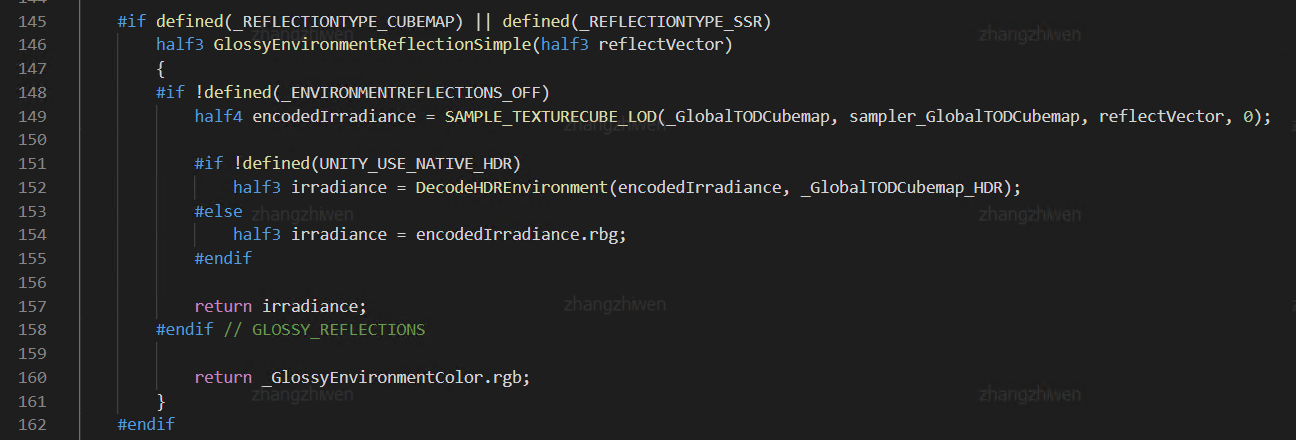 144
145 #if defined(_REFLECTIONTYPE_CUBEMAP) || defined(_REFLECTIONTYPE_SSR)
146 half3 GlossyEnvironmentReflectionSimple(half3 reflectVector)
147 {
148 #if !defined(_ENVIRONMENTREFLECTIONS_OFF)
149 half4 encodedIrradiance = SAMPLE_TEXTURECUBE_LOD(_GlobalTODCubemap, sampler_GlobalTODCubemap, reflectVector, 0);
150
151 #if !defined(UNITY_USE_NATIVE_HDR)
152 half3 irradiance = DecodeHDREnvironment(encodedIrradiance, _GlobalTODCubemap_HDR);
153 #else
154 half3 irradiance = encodedIrradiance.rbg;
155 #endif
156
157 return irradiance;
158 #endif // GLOSSY_REFLECTIONS
159
160 return _GlossyEnvironmentColor.rgb;
161 }
162 #endif
zhangzhiwen
zhangzhiwen
zhangzhiwen
zhangzhiwen
zhangzhiwen
zhangzhiwen
zhangzhiwen
zhangzhiwen